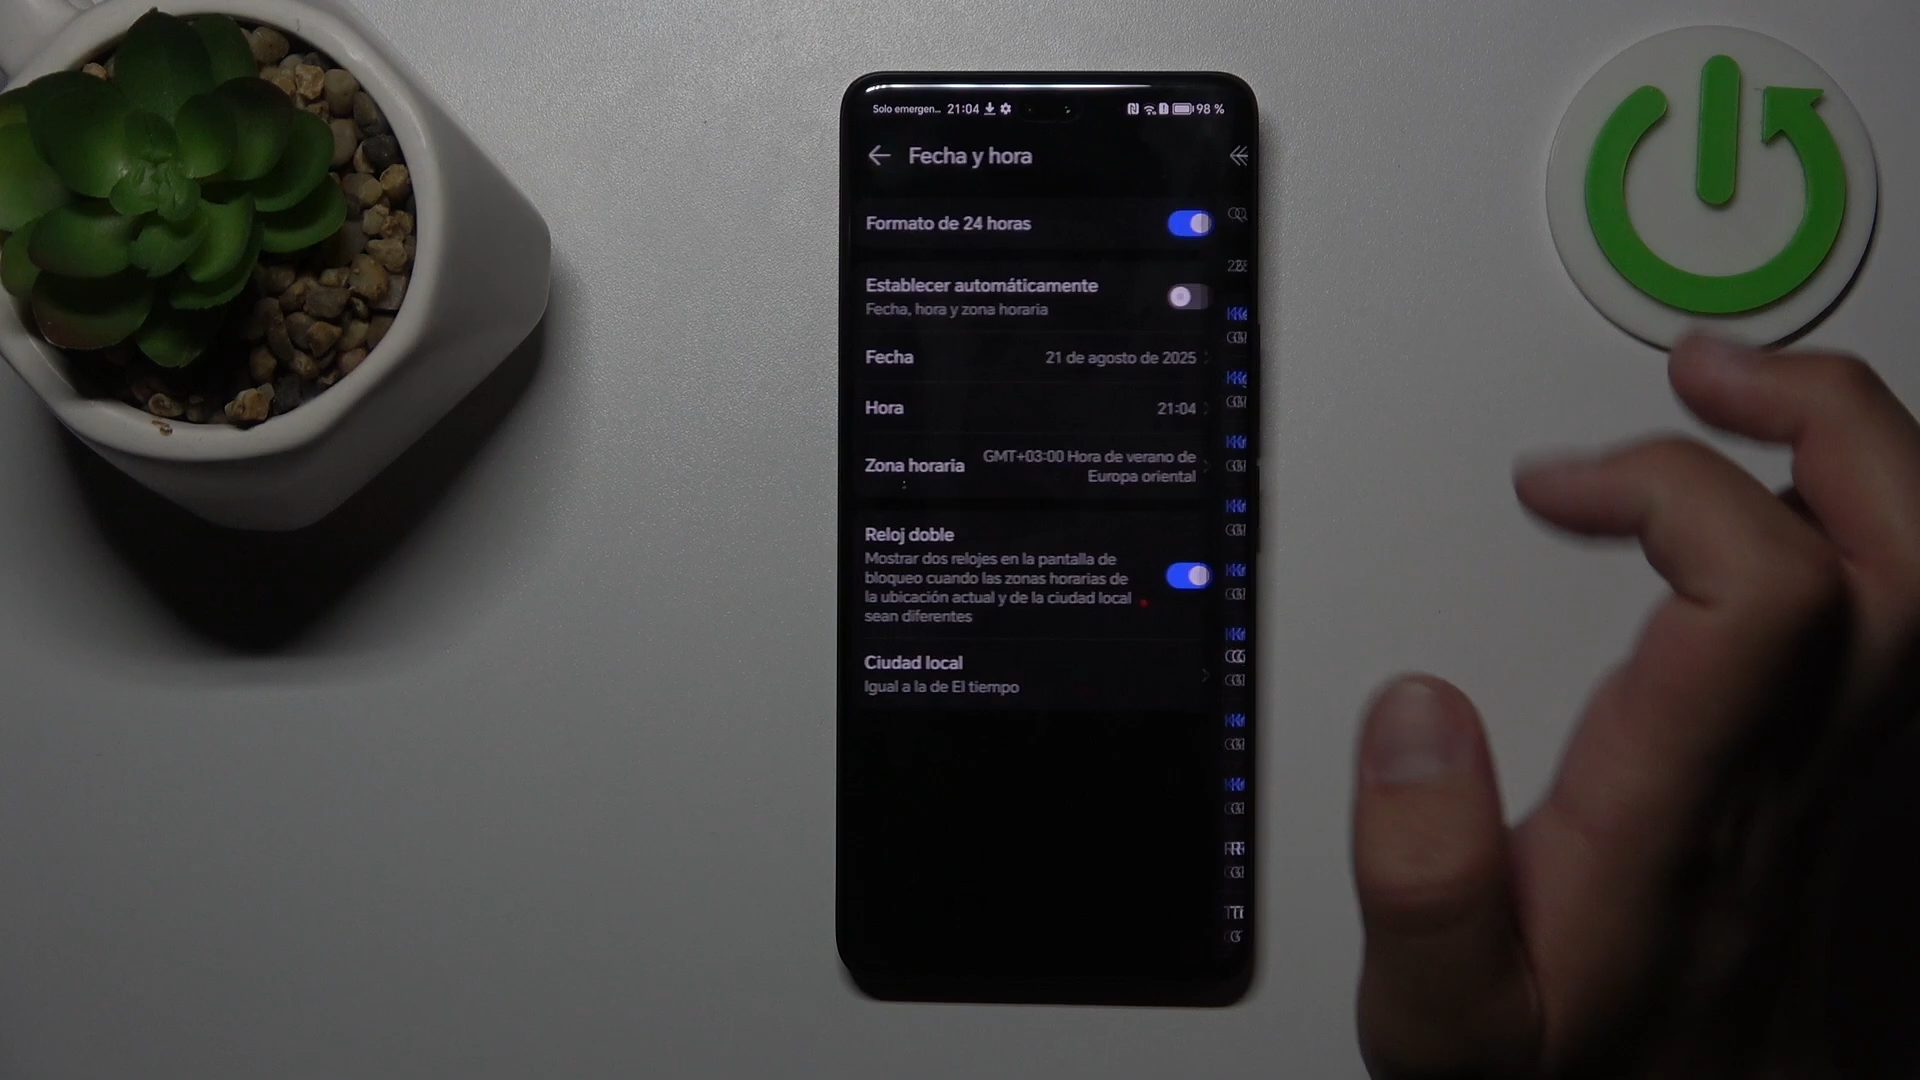 Solo emergen... 21:04 98 %
Fecha y hora
Formato de 24 horas
Establecer automáticamente
Fecha, hora y zona horaria
Fecha 21 de agosto de 2025
Hora 21:04
Zona horaria GMT+03:00 Hora de verano de
Europa oriental
Reloj doble
Mostrar dos relojes en la pantalla de
bloqueo cuando las zonas horarias de
la ubicación actual y de la ciudad local
sean diferentes
Ciudad local
Igual a la de El tiempo